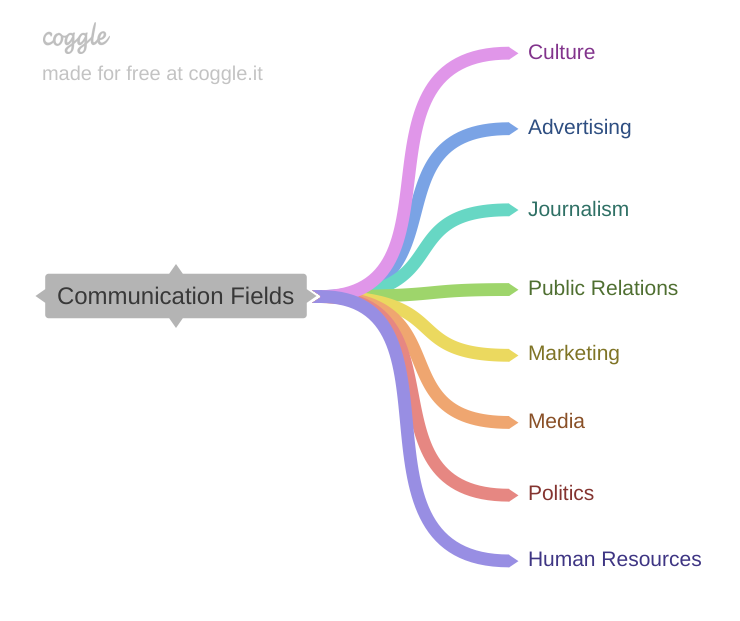 coggle
made for free at coggle.it
Culture
Advertising
Journalism
Public Relations
Communication Fields
Marketing
Media
Politics
Human Resources